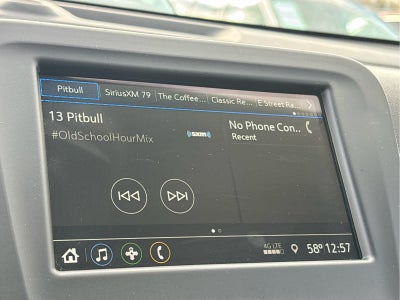 Pitbull SiriusXM 79 The Coffee... Classic Re... E Street Ra...
13 Pitbull
#OldSchoolHourMix
sxm
No Phone Con...
Recent
4G LTE
58° 12:57